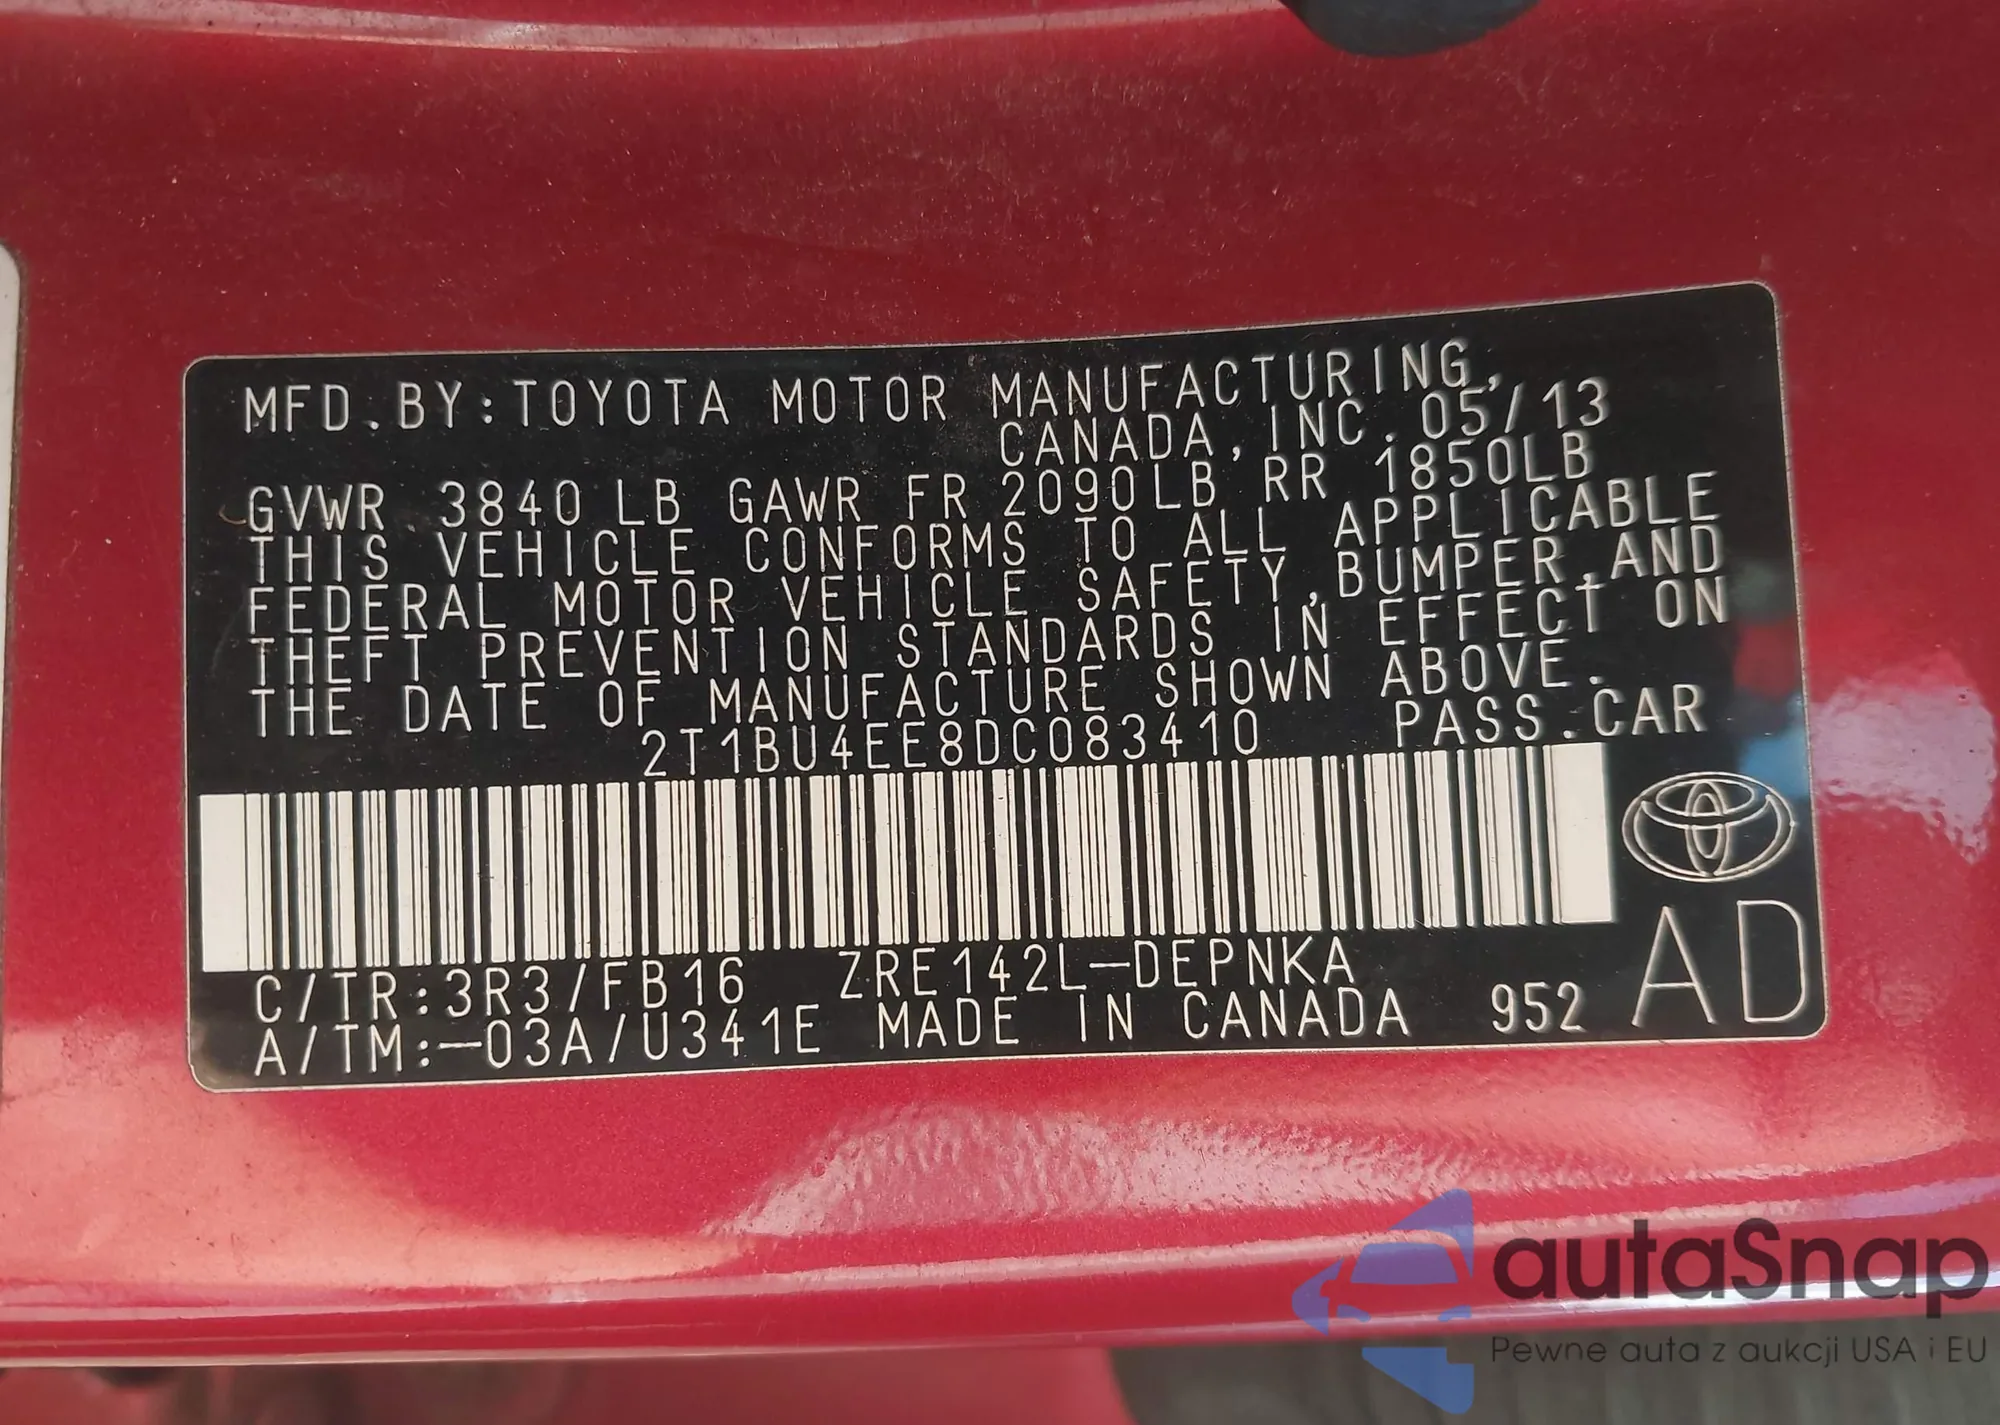 MFD.BY:TOYOTA MOTOR MANUFACTURING,
CANADA,INC. 05/13
GVWR 3840 LB GAWR FR 2090LB RR 1850LB
THIS VEHICLE CONFORMS TO ALL APPLICABLE
FEDERAL MOTOR VEHICLE SAFETY,BUMPER,AND
THEFT PREVENTION STANDARDS IN EFFECT ON
THE DATE OF MANUFACTURE SHOWN ABOVE.
2T1BU4EE8DC083410 PASS.CAR
C/TR:3R3/FB16 ZRE142L-DEPNKA
A/TM:-03A/U341E MADE IN CANADA 952 AD
autaSnap
Pewne auta z aukcji USA i EU